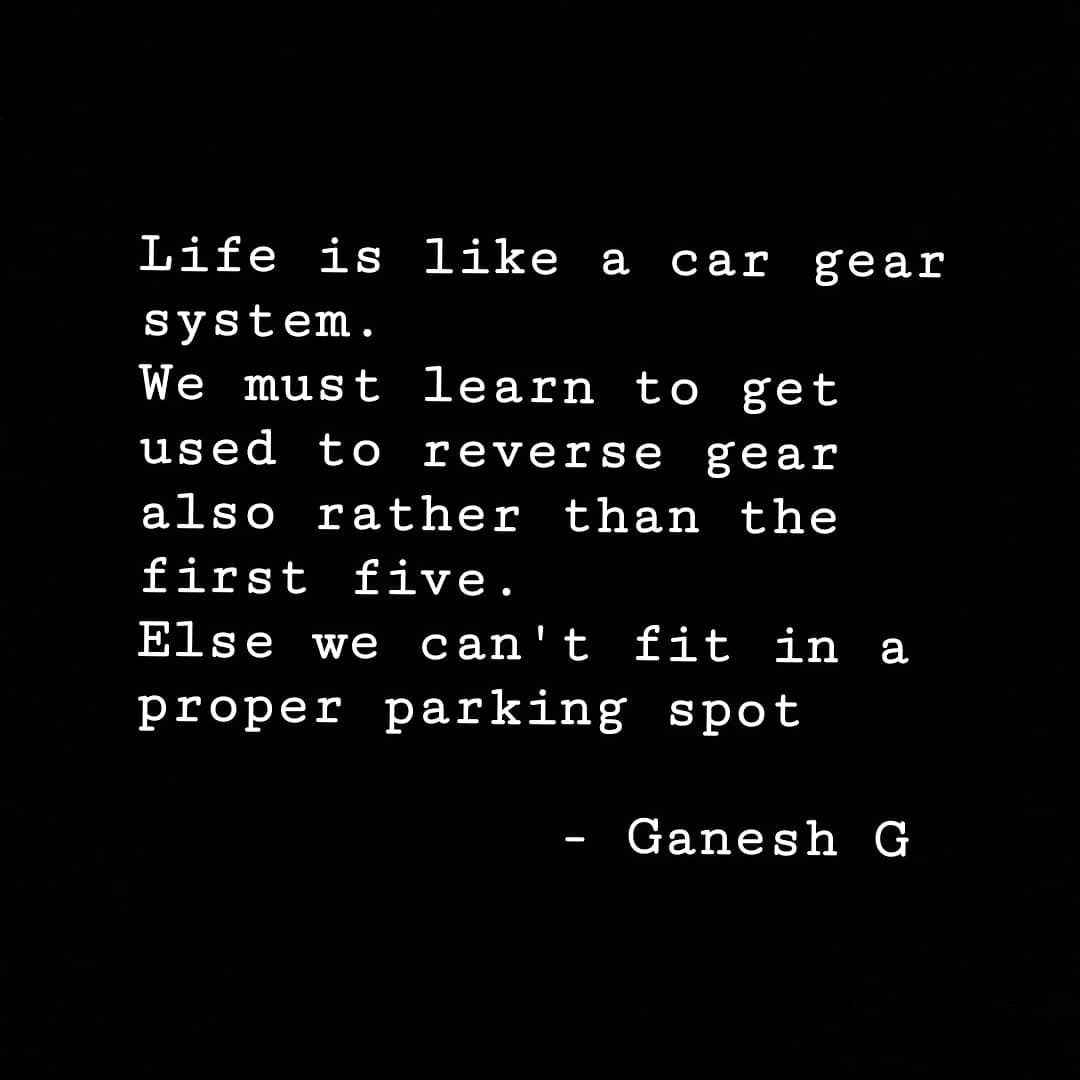 Life is like a car gear
system.
We must learn to get
used to reverse gear
also rather than the
first five.
Else we can't fit in a
proper parking spot
- Ganesh G